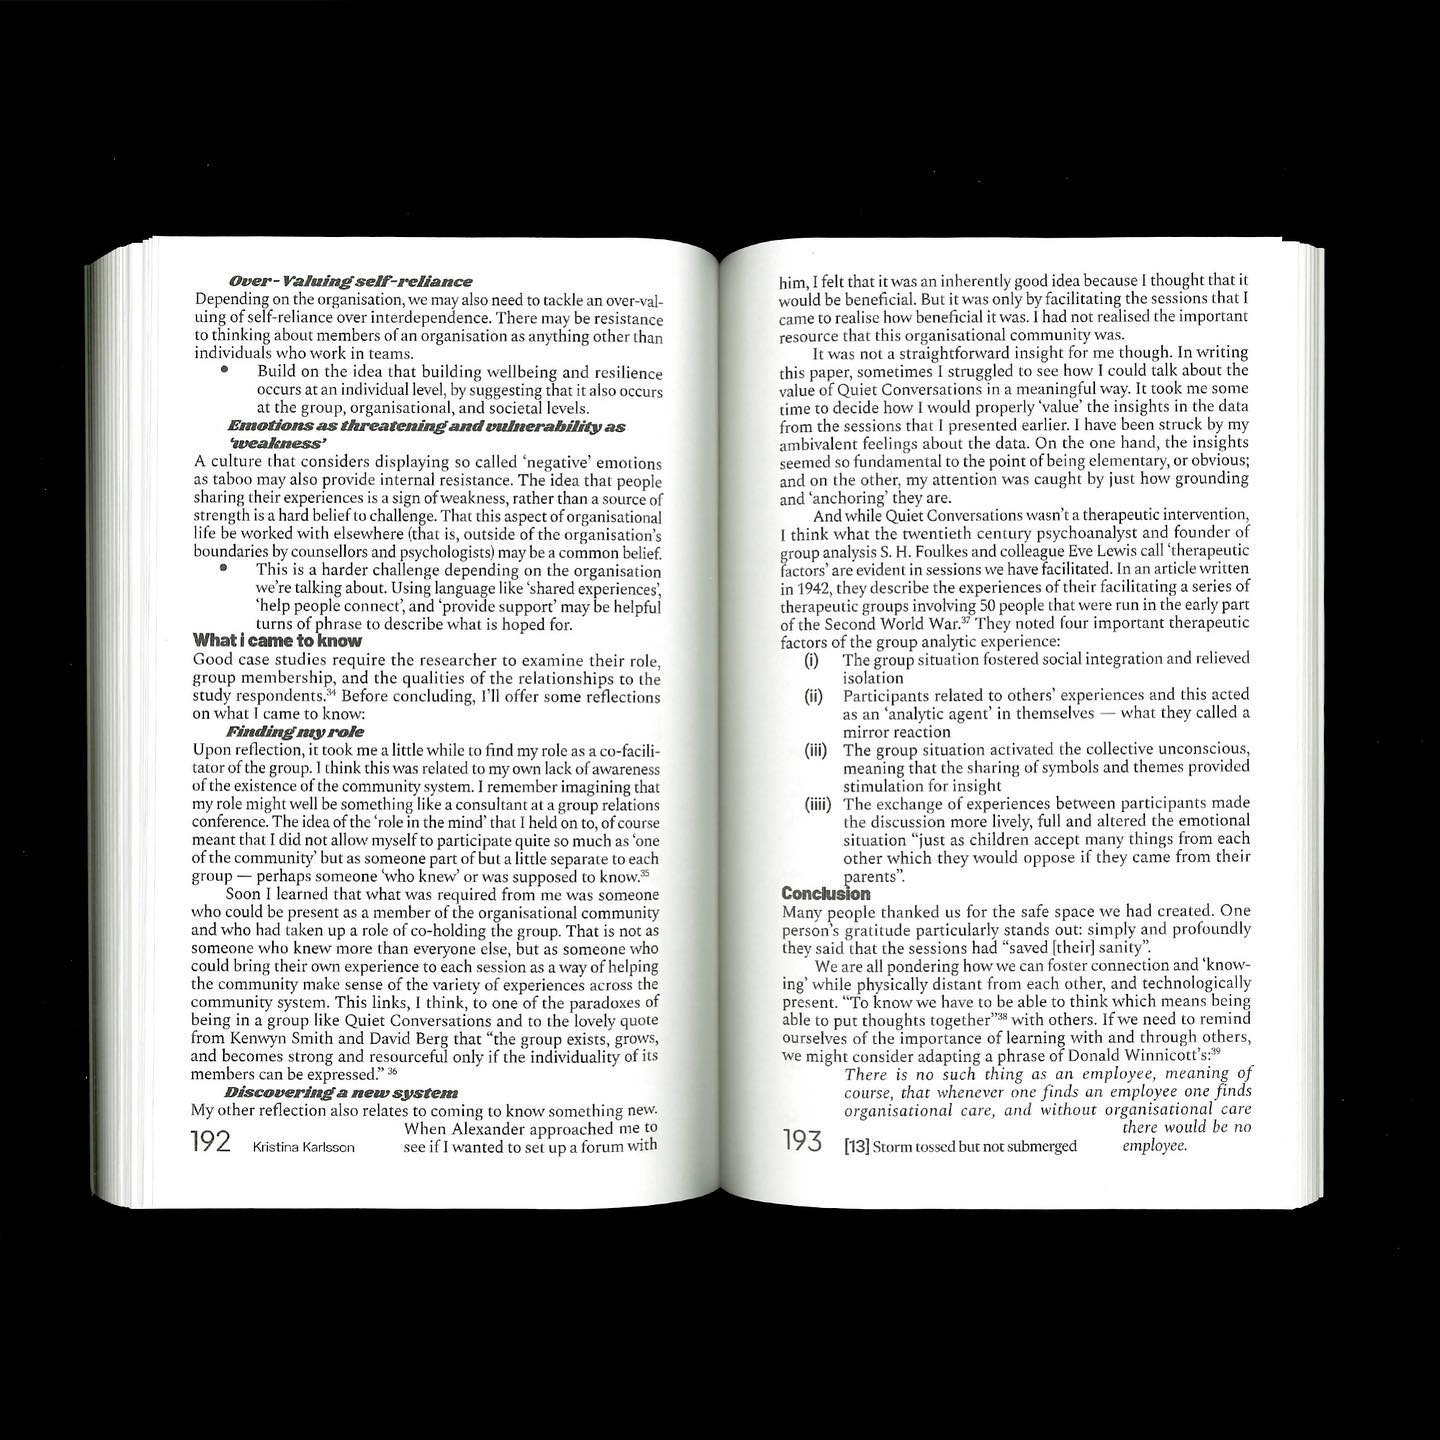 Over-Valuing self-reliance
Depending on the organisation, we may also need to tackle an over-val-
uing of self-reliance over interdependence. There may be resistance
to thinking about members of an organisation as anything other than
individuals who work in teams.
• Build on the idea that building wellbeing and resilience
occurs at an individual level, by suggesting that it also occurs
at the group, organisational, and societal levels.
Emotions as threatening and vulnerability as
‘weakness’
A culture that considers displaying so called ‘negative’ emotions
as taboo may also provide internal resistance. The idea that people
sharing their experiences is a sign of weakness, rather than a source of
strength is a hard belief to challenge. That this aspect of organisational
life be worked with elsewhere (that is, outside of the organisation’s
boundaries by counsellors and psychologists) may be a common belief.
• This is a harder challenge depending on the organisation
we’re talking about. Using language like ‘shared experiences’,
‘help people connect’, and ‘provide support’ may be helpful
turns of phrase to describe what is hoped for.
What i came to know
Good case studies require the researcher to examine their role,
group membership, and the qualities of the relationships to the
study respondents.34 Before concluding, I’ll offer some reflections
on what I came to know:
Finding my role
Upon reflection, it took me a little while to find my role as a co-facili-
tator of the group. I think this was related to my own lack of awareness
of the existence of the community system. I remember imagining that
my role might well be something like a consultant at a group relations
conference. The idea of the ‘role in the mind’ that I held on to, of course
meant that I did not allow myself to participate quite so much as ‘one
of the community’ but as someone part of but a little separate to each
group — perhaps someone ‘who knew’ or was supposed to know.35
Soon I learned that what was required from me was someone
who could be present as a member of the organisational community
and who had taken up a role of co-holding the group. That is not as
someone who knew more than everyone else, but as someone who
could bring their own experience to each session as a way of helping
the community make sense of the variety of experiences across the
community system. This links, I think, to one of the paradoxes of
being in a group like Quiet Conversations and to the lovely quote
from Kenwyn Smith and David Berg that “the group exists, grows,
and becomes strong and resourceful only if the individuality of its
members can be expressed.” 36
Discovering a new system
My other reflection also relates to coming to know something new.
When Alexander approached me to
see if I wanted to set up a forum with
192 Kristina Karlsson
him, I felt that it was an inherently good idea because I thought that it
would be beneficial. But it was only by facilitating the sessions that I
came to realise how beneficial it was. I had not realised the important
resource that this organisational community was.
It was not a straightforward insight for me though. In writing
this paper, sometimes I struggled to see how I could talk about the
value of Quiet Conversations in a meaningful way. It took me some
time to decide how I would properly ‘value’ the insights in the data
from the sessions that I presented earlier. I have been struck by my
ambivalent feelings about the data. On the one hand, the insights
seemed so fundamental to the point of being elementary, or obvious;
and on the other, my attention was caught by just how grounding
and ‘anchoring’ they are.
And while Quiet Conversations wasn’t a therapeutic intervention,
I think what the twentieth century psychoanalyst and founder of
group analysis S. H. Foulkes and colleague Eve Lewis call ‘therapeutic
factors’ are evident in sessions we have facilitated. In an article written
in 1942, they describe the experiences of their facilitating a series of
therapeutic groups involving 50 people that were run in the early part
of the Second World War.37 They noted four important therapeutic
factors of the group analytic experience:
(i) The group situation fostered social integration and relieved
isolation
(ii) Participants related to others’ experiences and this acted
as an ‘analytic agent’ in themselves — what they called a
mirror reaction
(iii) The group situation activated the collective unconscious,
meaning that the sharing of symbols and themes provided
stimulation for insight
(iiii) The exchange of experiences between participants made
the discussion more lively, full and altered the emotional
situation “just as children accept many things from each
other which they would oppose if they came from their
parents”.
Conclusion
Many people thanked us for the safe space we had created. One
person’s gratitude particularly stands out: simply and profoundly
they said that the sessions had “saved [their] sanity”.
We are all pondering how we can foster connection and ‘know-
ing’ while physically distant from each other, and technologically
present. “To know we have to be able to think which means being
able to put thoughts together”38 with others. If we need to remind
ourselves of the importance of learning with and through others,
we might consider adapting a phrase of Donald Winnicott’s:39
There is no such thing as an employee, meaning of
course, that whenever one finds an employee one finds
organisational care, and without organisational care
there would be no
employee.
193 [13] Storm tossed but not submerged